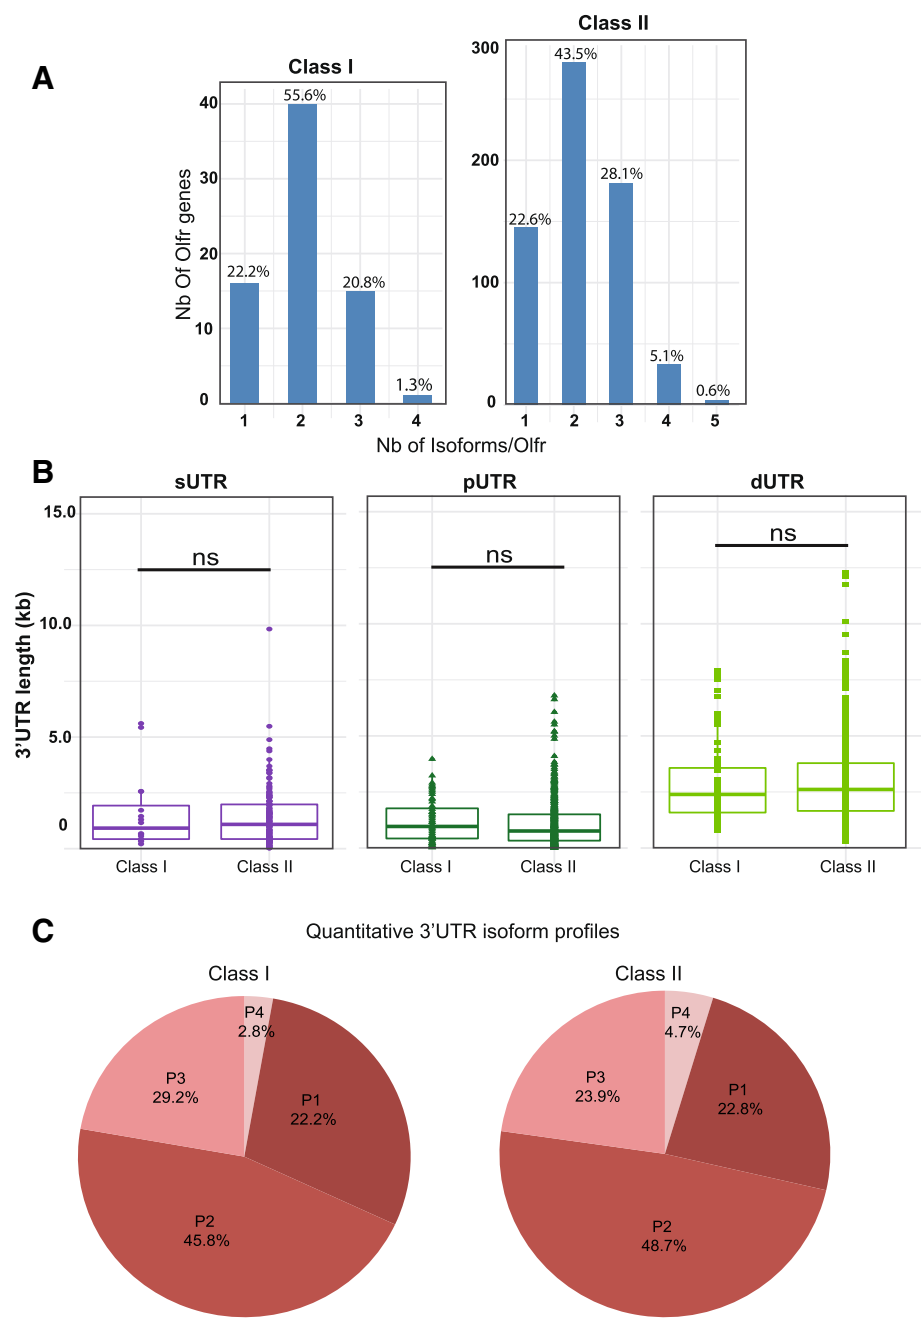 A
Class I
Class II
Nb Of Olfr genes
40
30
20
10
0
55.6%
22.2%
20.8%
1.3%
1 2 3 4
300
200
100
0
43.5%
22.6%
28.1%
5.1%
0.6%
1 2 3 4 5
Nb of Isoforms/Olfr
B
sUTR
pUTR
dUTR
3’UTR length (kb)
15.0
10.0
5.0
0
ns
ns
ns
Class I
Class II
Class I
Class II
Class I
Class II
C
Quantitative 3’UTR isoform profiles
Class I
P4
2.8%
P3
29.2%
P1
22.2%
P2
45.8%
Class II
P4
4.7%
P3
23.9%
P1
22.8%
P2
48.7%